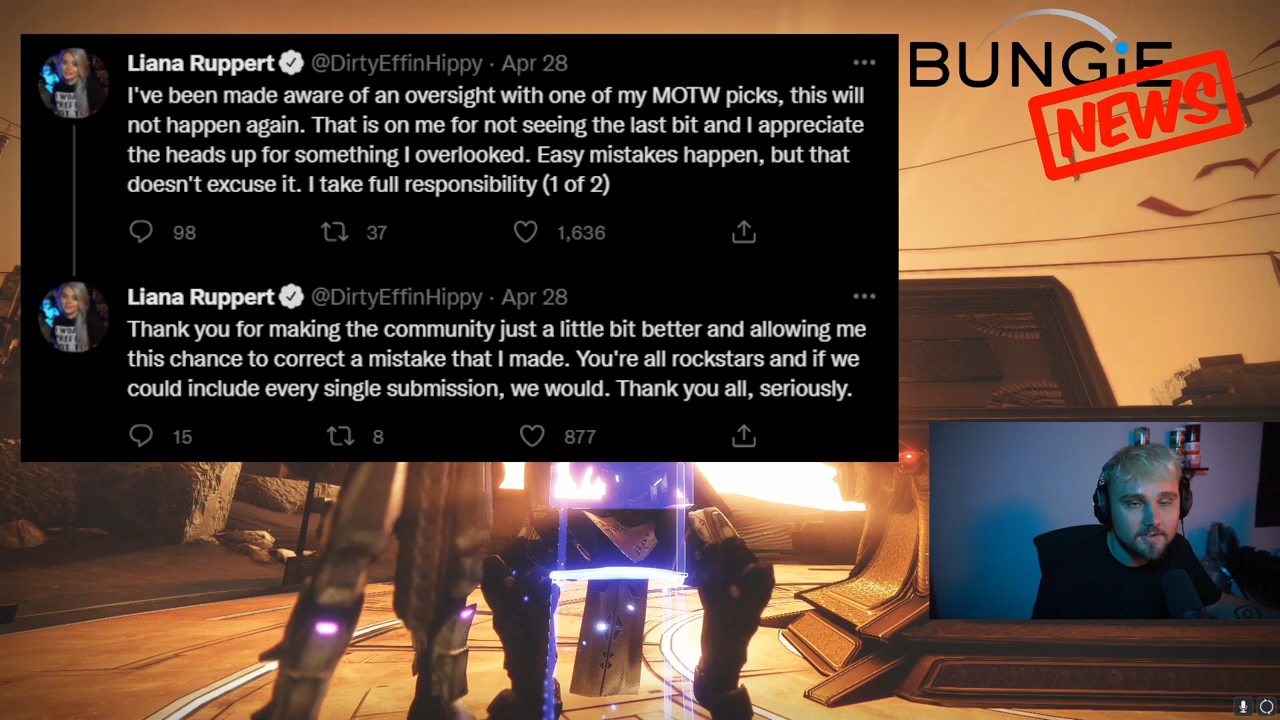 BUNGiE
NEWS
Liana Ruppert @DirtyEffinHippy · Apr 28
I've been made aware of an oversight with one of my MOTW picks, this will
not happen again. That is on me for not seeing the last bit and I appreciate
the heads up for something I overlooked. Easy mistakes happen, but that
doesn't excuse it. I take full responsibility (1 of 2)
98 37 1,636
Liana Ruppert @DirtyEffinHippy · Apr 28
Thank you for making the community just a little bit better and allowing me
this chance to correct a mistake that I made. You're all rockstars and if we
could include every single submission, we would. Thank you all, seriously.
15 8 877